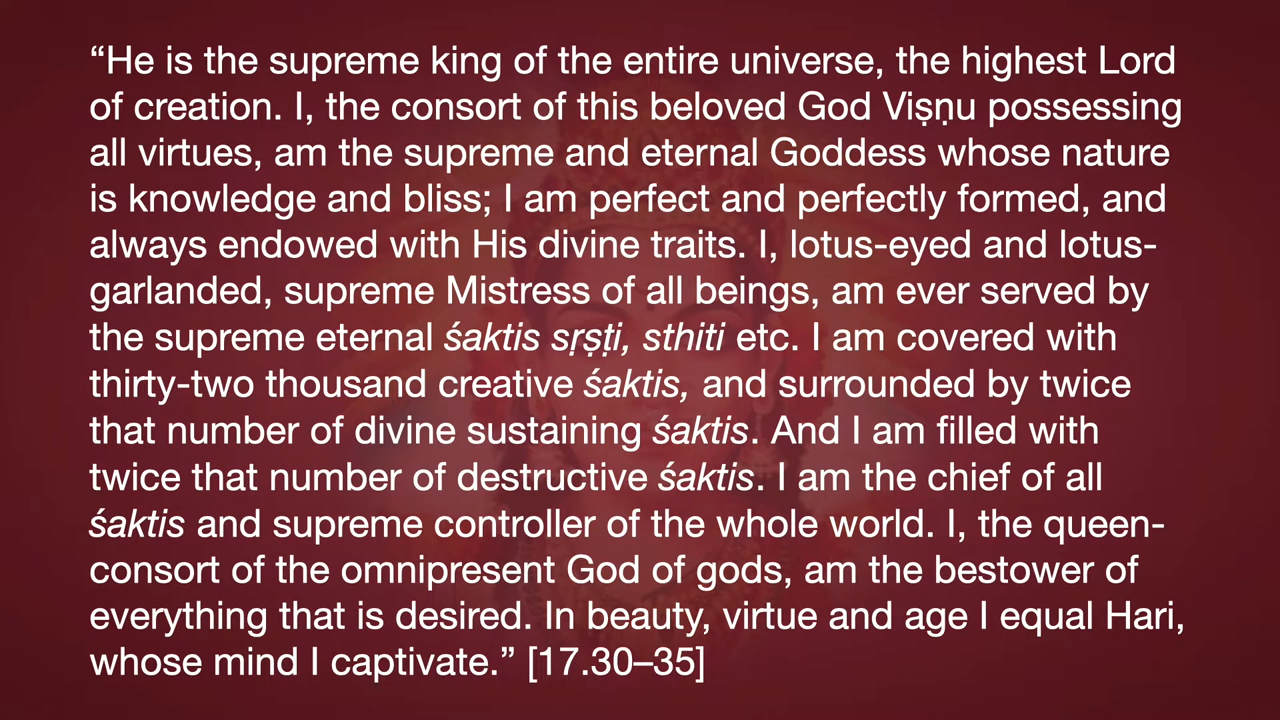 “He is the supreme king of the entire universe, the highest Lord
of creation. I, the consort of this beloved God Viṣṇu possessing
all virtues, am the supreme and eternal Goddess whose nature
is knowledge and bliss; I am perfect and perfectly formed, and
always endowed with His divine traits. I, lotus-eyed and lotus-
garlanded, supreme Mistress of all beings, am ever served by
the supreme eternal śaktis sṛṣṭi, sthiti etc. I am covered with
thirty-two thousand creative śaktis, and surrounded by twice
that number of divine sustaining śaktis. And I am filled with
twice that number of destructive śaktis. I am the chief of all
śaktis and supreme controller of the whole world. I, the queen-
consort of the omnipresent God of gods, am the bestower of
everything that is desired. In beauty, virtue and age I equal Hari,
whose mind I captivate.” [17.30–35]